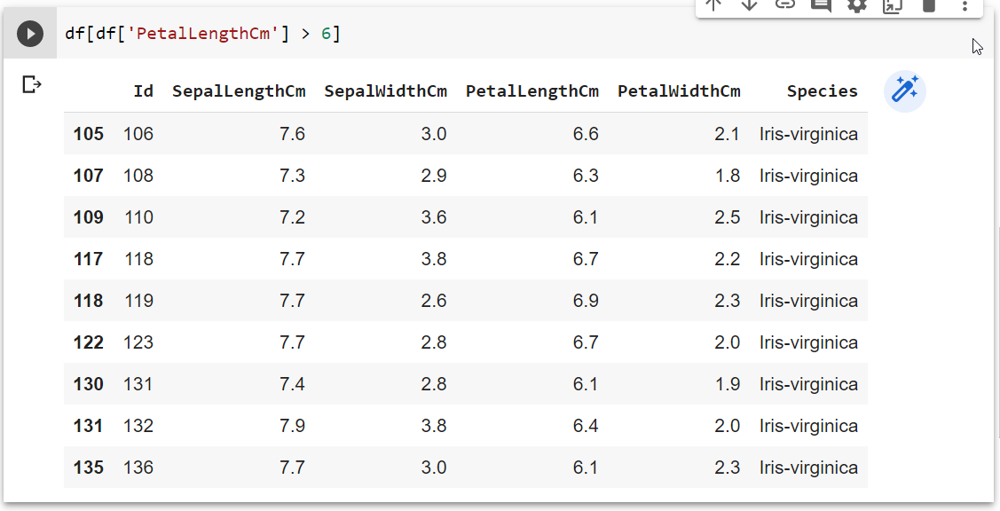 df[df['PetalLengthCm'] > 6]
Id SepalLengthCm SepalWidthCm PetalLengthCm PetalWidthCm Species
105 106 7.6 3.0 6.6 2.1 Iris-virginica
107 108 7.3 2.9 6.3 1.8 Iris-virginica
109 110 7.2 3.6 6.1 2.5 Iris-virginica
117 118 7.7 3.8 6.7 2.2 Iris-virginica
118 119 7.7 2.6 6.9 2.3 Iris-virginica
122 123 7.7 2.8 6.7 2.0 Iris-virginica
130 131 7.4 2.8 6.1 1.9 Iris-virginica
131 132 7.9 3.8 6.4 2.0 Iris-virginica
135 136 7.7 3.0 6.1 2.3 Iris-virginica